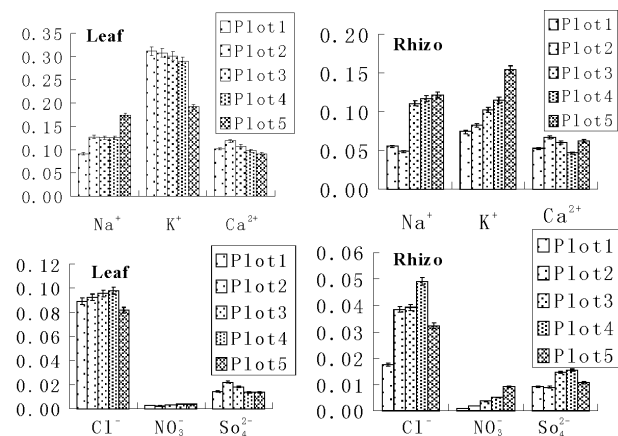 Leaf
0.35
0.30
0.25
0.20
0.15
0.10
0.05
0.00
Plot1
Plot2
Plot3
Plot4
Plot5
Na⁺ K⁺ Ca²⁺
Rhizo
0.20
0.15
0.10
0.05
0.00
Plot1
Plot2
Plot3
Plot4
Plot5
Na⁺ K⁺ Ca²⁺
Leaf
0.12
0.10
0.08
0.06
0.04
0.02
0.00
Plot1
Plot2
Plot3
Plot4
Plot5
Cl⁻ NO₃⁻ So₄²⁻
Rhizo
0.06
0.05
0.04
0.03
0.02
0.01
0.00
Plot1
Plot2
Plot3
Plot4
Plot5
Cl⁻ NO₃⁻ So₄²⁻